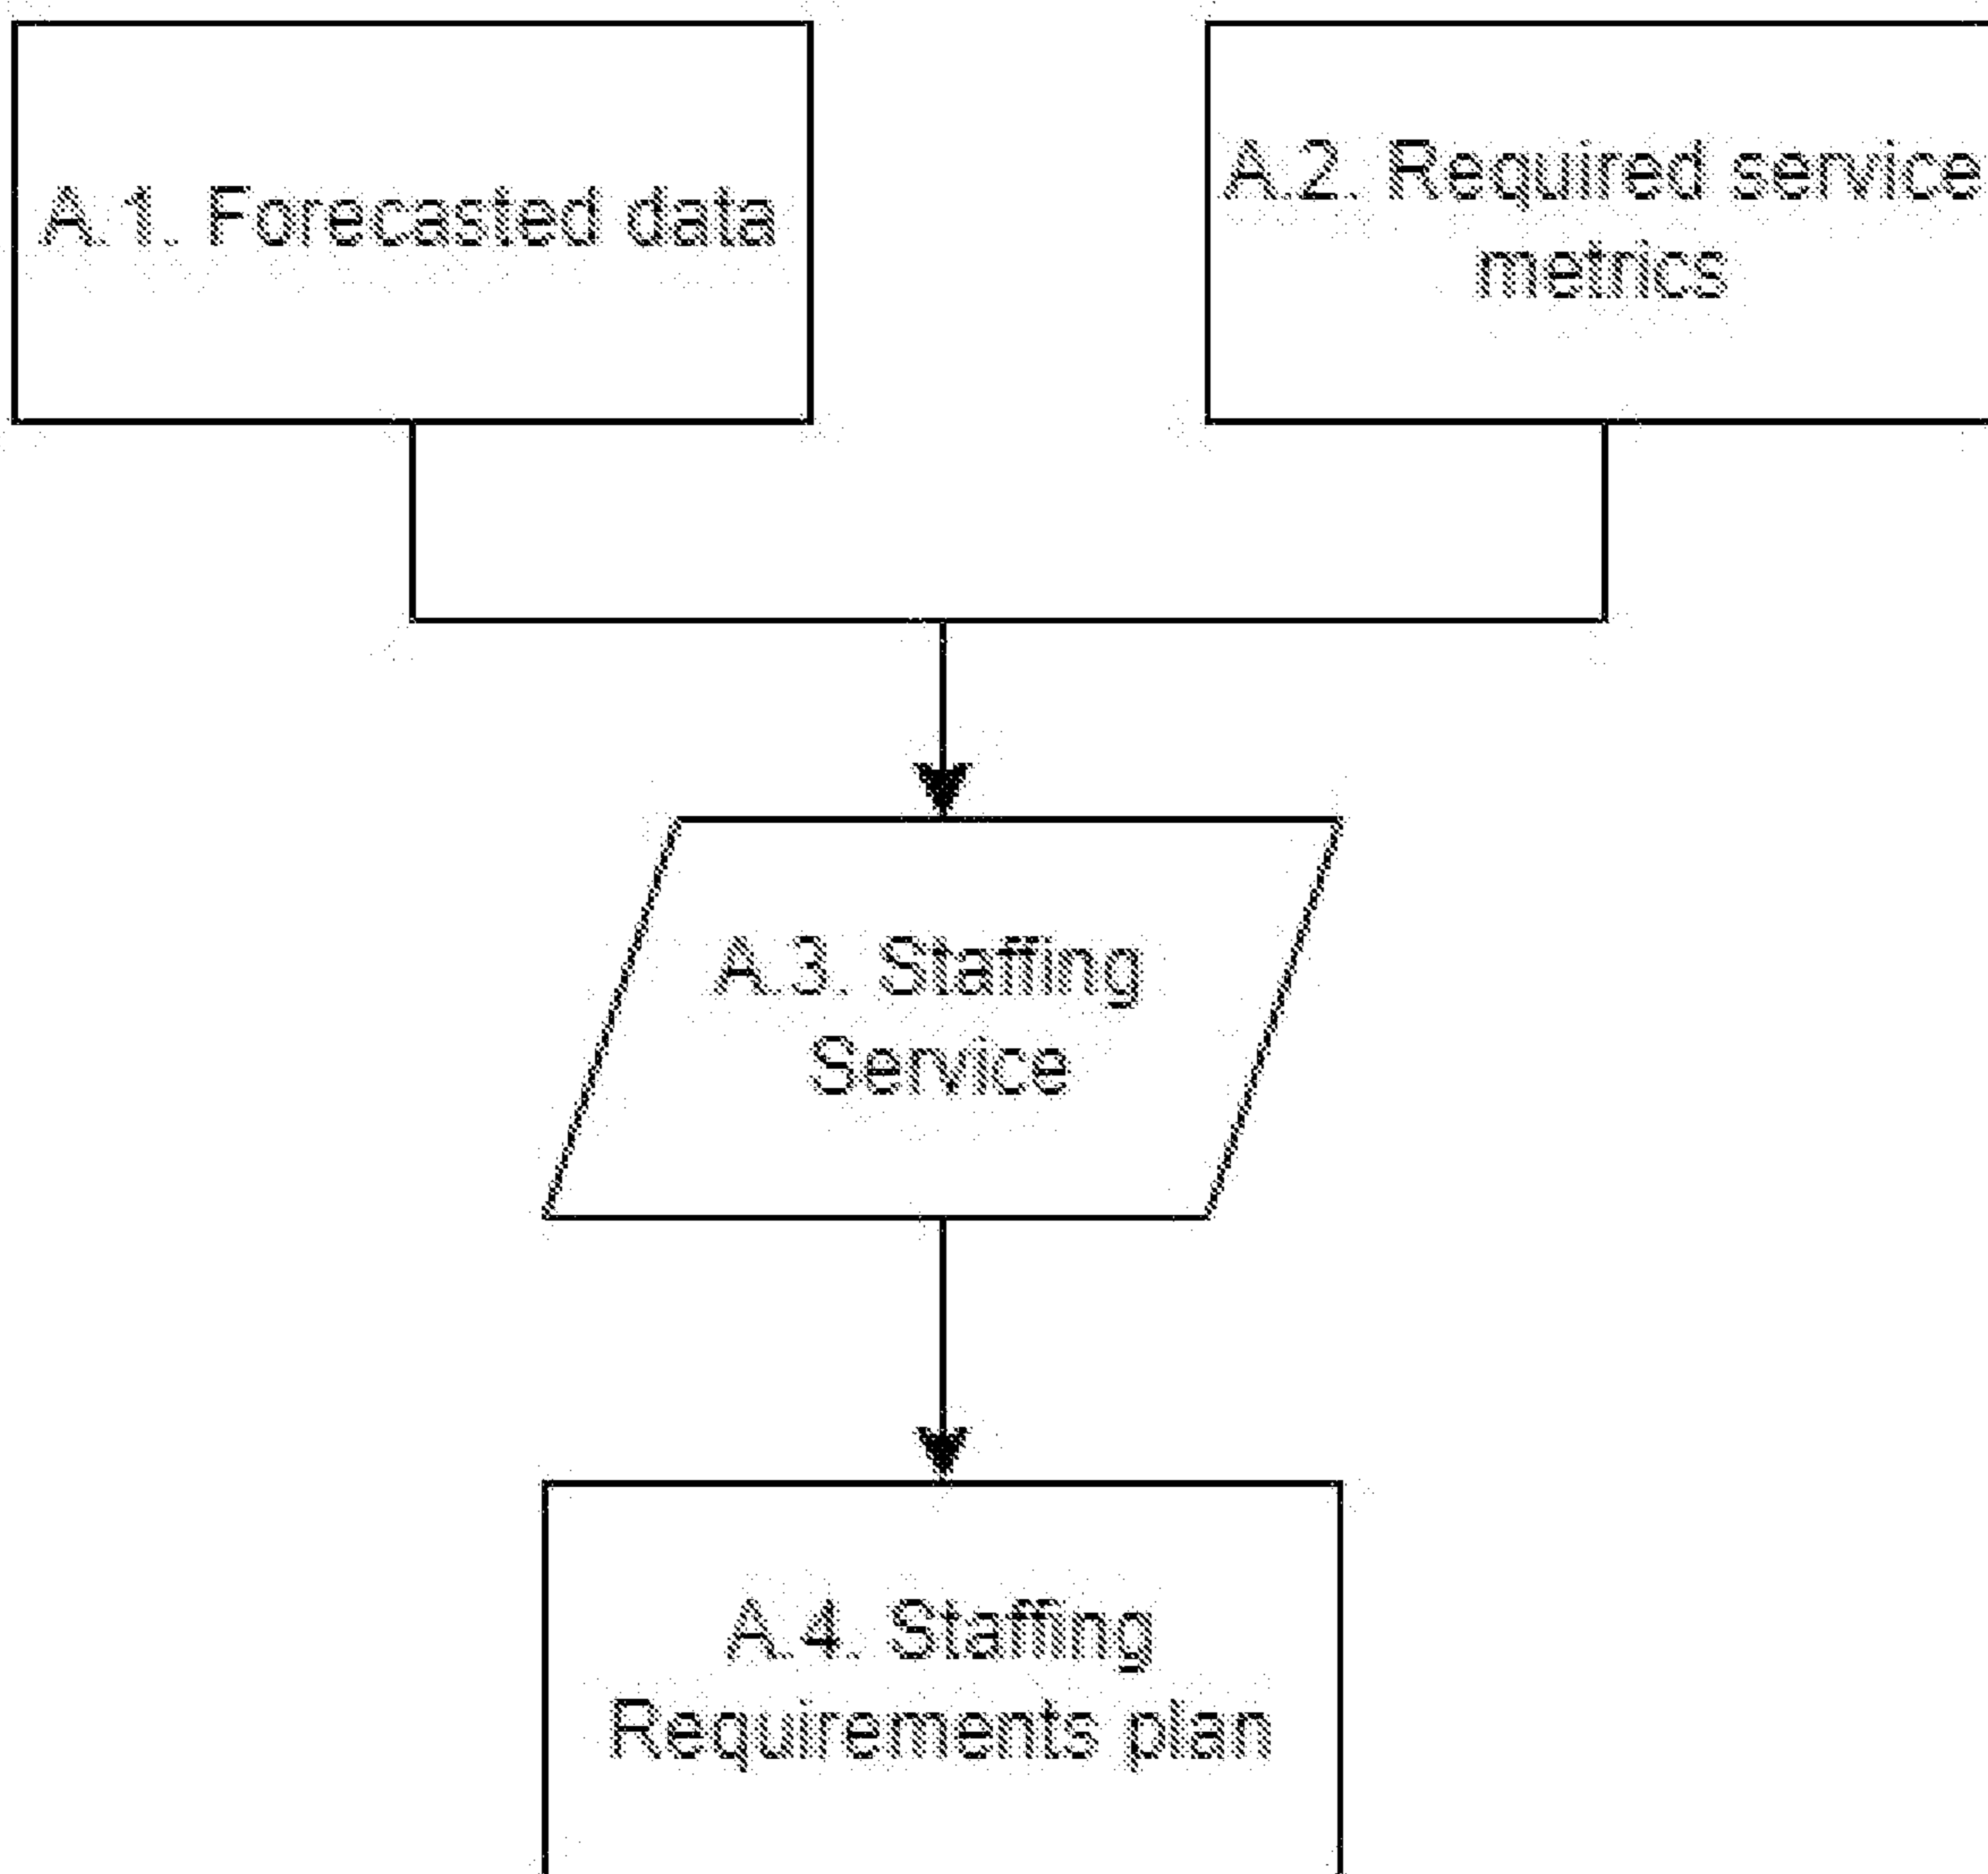 A.1. Forecasted data
A.2. Required service
metrics
A.3. Staffing
Service
A.4. Staffing
Requirements plan